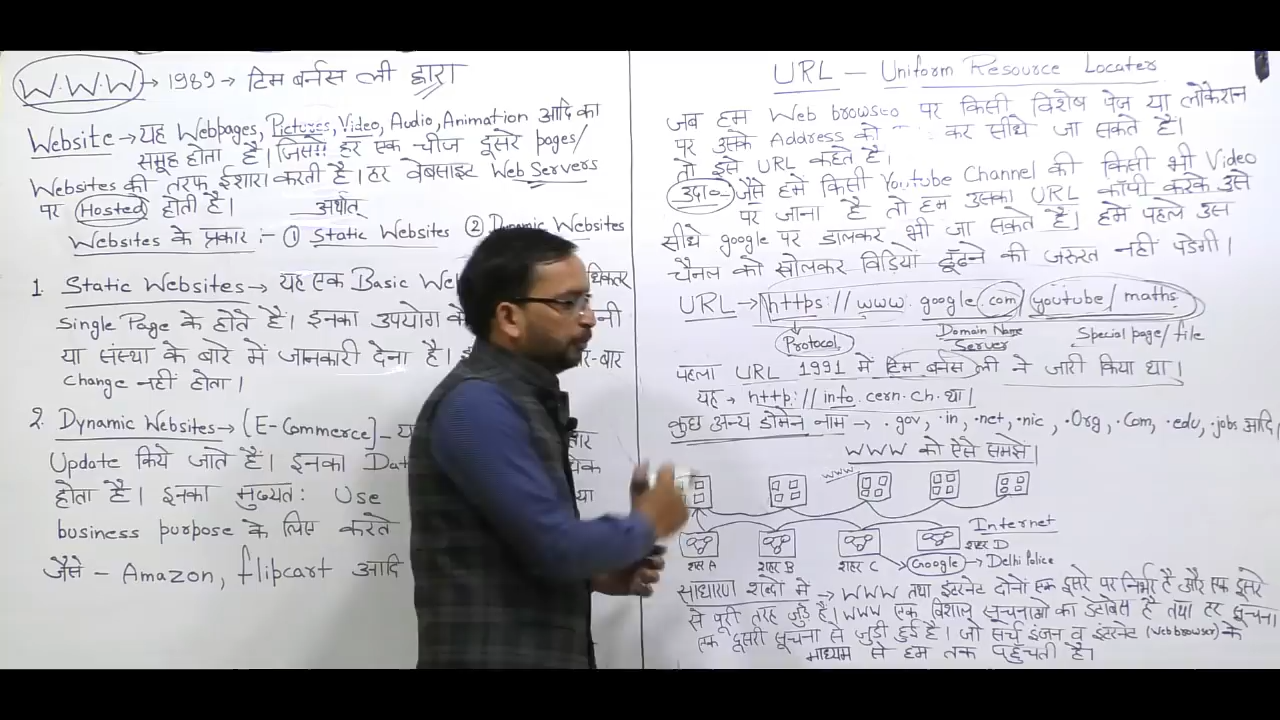 W.W.W → 1989 → टिम बर्नस ली द्वारा
Website → यह Webpages, Pictures, Video, Audio, Animation आदि का
समूह होता है। जिसमें हर एक चीज दूसरे pages/
Websites की तरफ ईशारा करती है। हर वेबसाइट Web Servers
पर Hosted होती है। अर्थात्
Websites के प्रकार :- ① Static Websites ② Dynamic Websites
1. Static Websites → यह एक Basic We धिकतर
Single Page के होते हैं। इनका उपयोग पनी
या संस्था के बारे में जानकारी देना है। र-बार
Change नहीं होता।
2. Dynamic Websites → (E-Commerce) - य
Update किये जाते हैं। इनका Dat
होता है। इनका मुख्यतः Use या
business purpose के लिए करते
जैसे - Amazon, flipcart आदि
URL — Uniform Resource Locater
जब हम Web browser पर किसी विशेष पेज या लोकेशन
पर उसके Address को कर सीधे जा सकते हैं।
तो इसे URL कहते हैं।
उदा०- जैसे हमें किसी Youtube Channel की किसी भी Video
पर जाना है तो हम उसका URL कॉपी करके उसे
सीधे google पर डालकर भी जा सकते हैं। हमे पहले उस
चैनल को खोलकर विडियो ढूंढने की जरुरत नहीं पडेगी।
URL → https:// www. google. com youtube/ maths
Protocol Domain Name Special page/ file
Server
पहला URL 1991 में टिम बर्नस ली ने जारी किया था।
यह → http:// info. cern. ch. था।
कुछ अन्य डोमेन नाम → .gov, .in, .net, .nic, .Org, .Com, .edu, .jobs आदि
WWW को ऐसे समझें।
www
Internet
शहर A शहर B शहर C शहर D
Google → Delhi Police
साधारण शब्दों में → WWW तथा इंटरनेट दोनों एक दूसरे पर निर्भर है और एक दूसरे
से पूरी तरह जुड़े हैं। WWW एक विशाल सूचनाओं का डेटाबेस है तथा हर सूचना
एक दूसरी सूचना से जुड़ी हुई है। जो सर्च इंजन व इंटरनेट (Web browser) के
माध्यम से हम तक पहुंचती है।